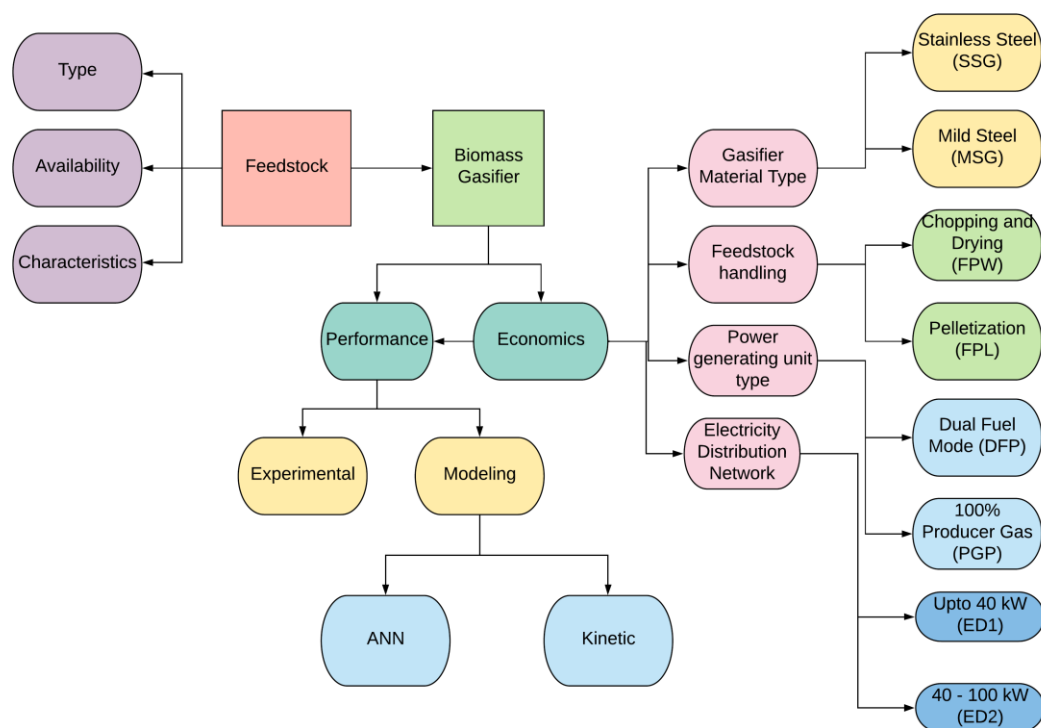 Type
Availability
Characteristics
Feedstock
Biomass
Gasifier
Performance
Economics
Experimental
Modeling
ANN
Kinetic
Gasifier
Material Type
Feedstock
handling
Power
generating unit
type
Electricity
Distribution
Network
Stainless Steel
(SSG)
Mild Steel
(MSG)
Chopping and
Drying
(FPW)
Pelletization
(FPL)
Dual Fuel
Mode (DFP)
100%
Producer Gas
(PGP)
Upto 40 kW
(ED1)
40 - 100 kW
(ED2)